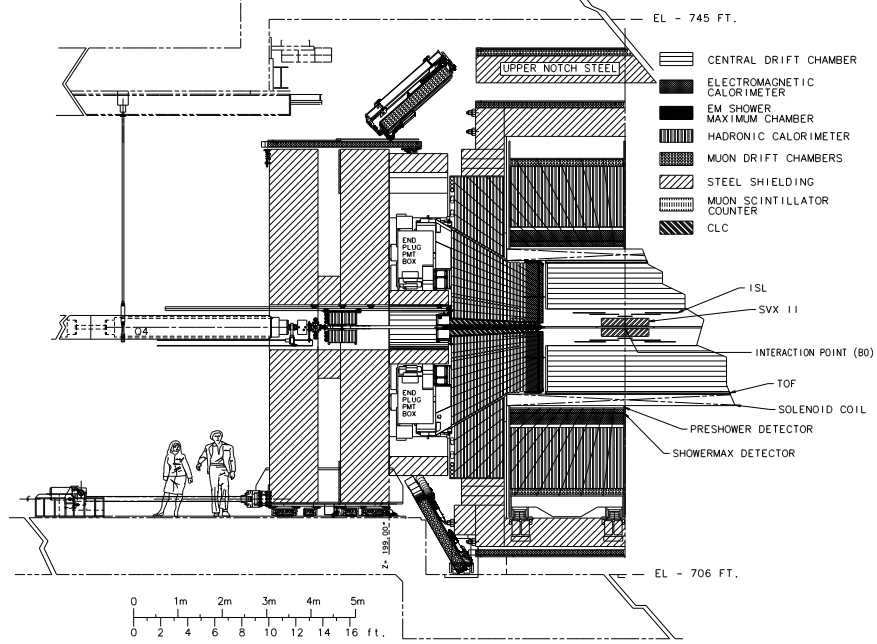 EL - 745 FT.
UPPER NOTCH STEEL
CENTRAL DRIFT CHAMBER
ELECTROMAGNETIC
CALORIMETER
EM SHOWER
MAXIMUM CHAMBER
HADRONIC CALORIMETER
MUON DRIFT CHAMBERS
STEEL SHIELDING
MUON SCINTILLATOR
COUNTER
CLC
END
PLUG
PMT
BOX
ISL
SVX II
Q4
INTERACTION POINT (B0)
END
PLUG
PMT
BOX
TOF
SOLENOID COIL
PRESHOWER DETECTOR
SHOWERMAX DETECTOR
Z= 199.00"
EL - 706 FT.
0 1m 2m 3m 4m 5m
0 2 4 6 8 10 12 14 16 ft.